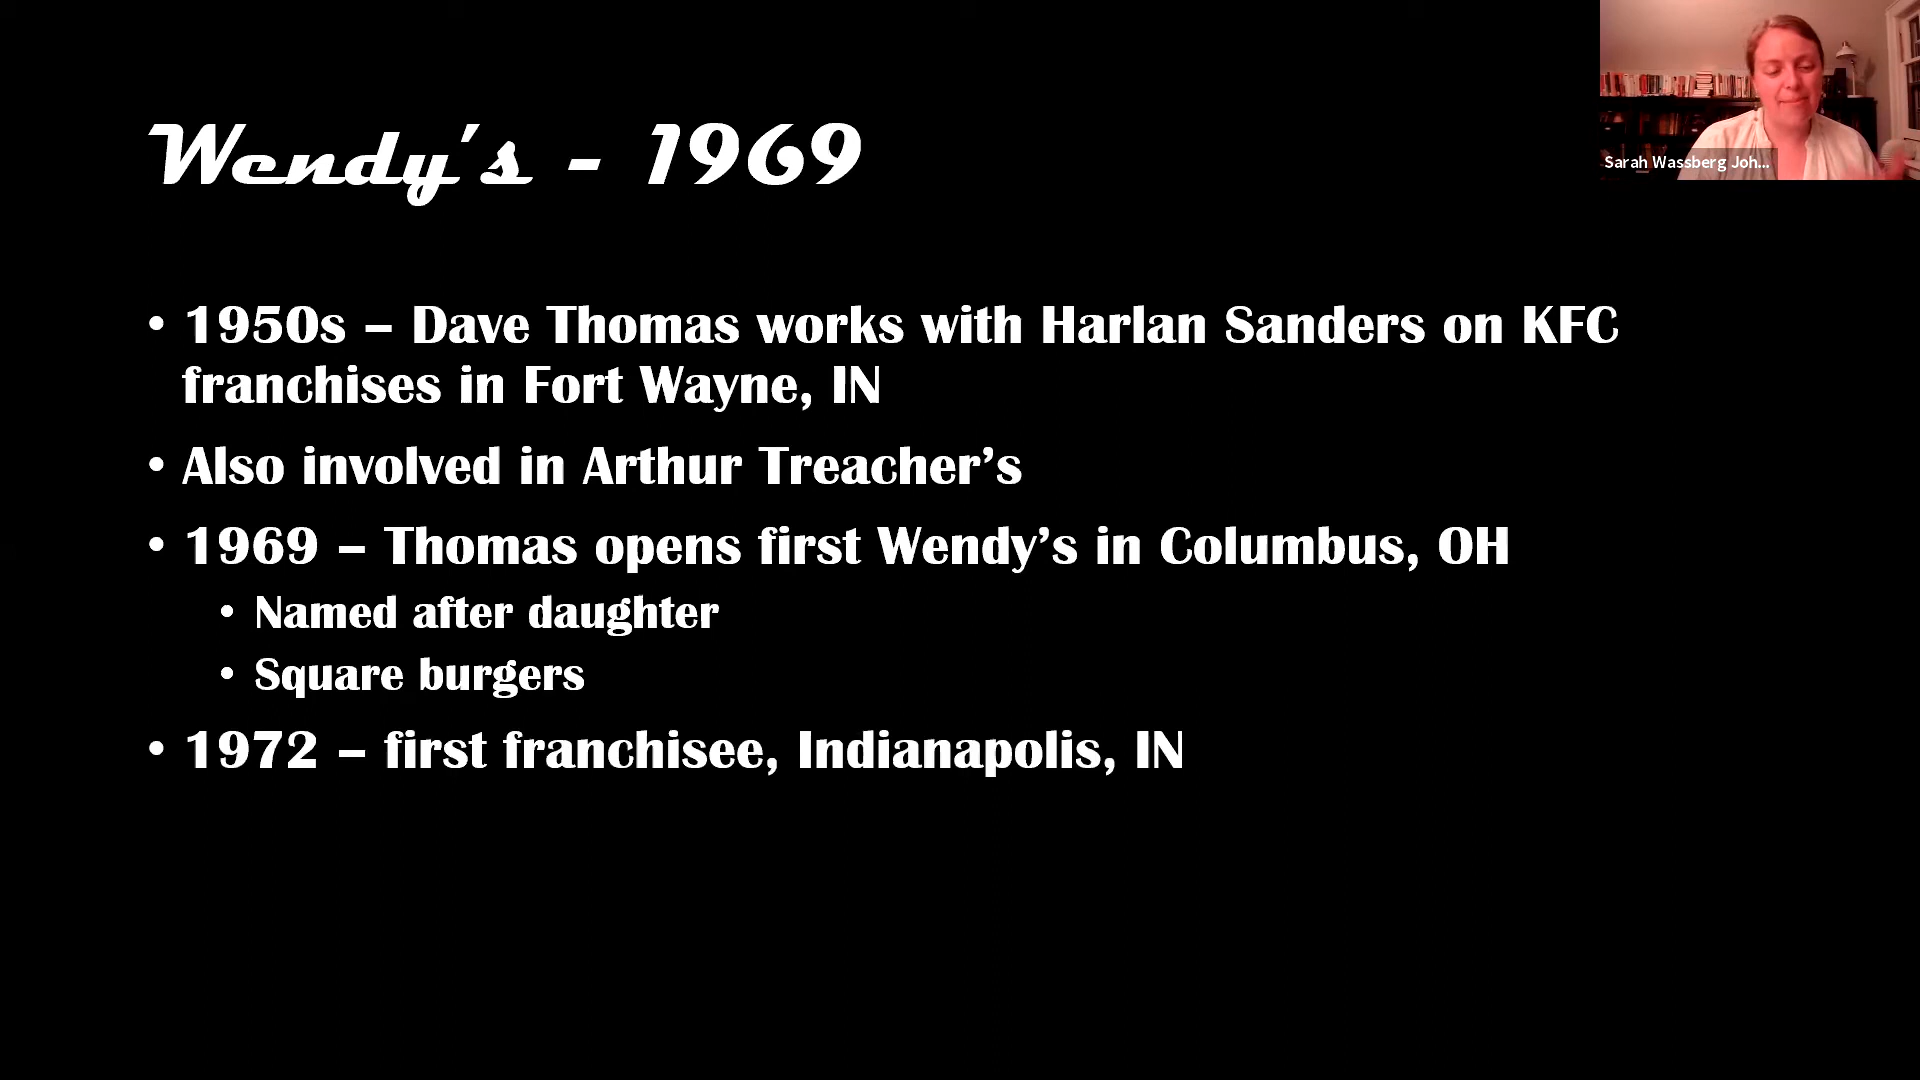 Wendy's - 1969
Sarah Wassberg Joh...
• 1950s – Dave Thomas works with Harlan Sanders on KFC
franchises in Fort Wayne, IN
• Also involved in Arthur Treacher's
• 1969 – Thomas opens first Wendy's in Columbus, OH
• Named after daughter
• Square burgers
• 1972 – first franchisee, Indianapolis, IN